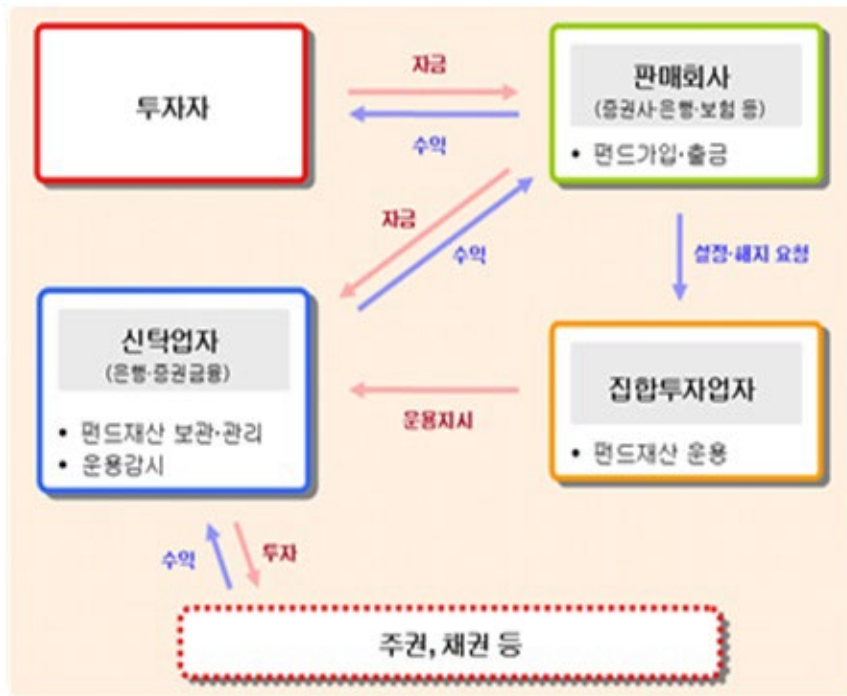 투자자
자금
수익
판매회사
(증권사·은행·보험 등)
• 펀드가입·출금
자금
수익
설정·해지 요청
신탁업자
(은행·증권금융)
• 펀드재산 보관·관리
• 운용감시
운용지시
집합투자업자
• 펀드재산 운용
수익
투자
주권, 채권 등